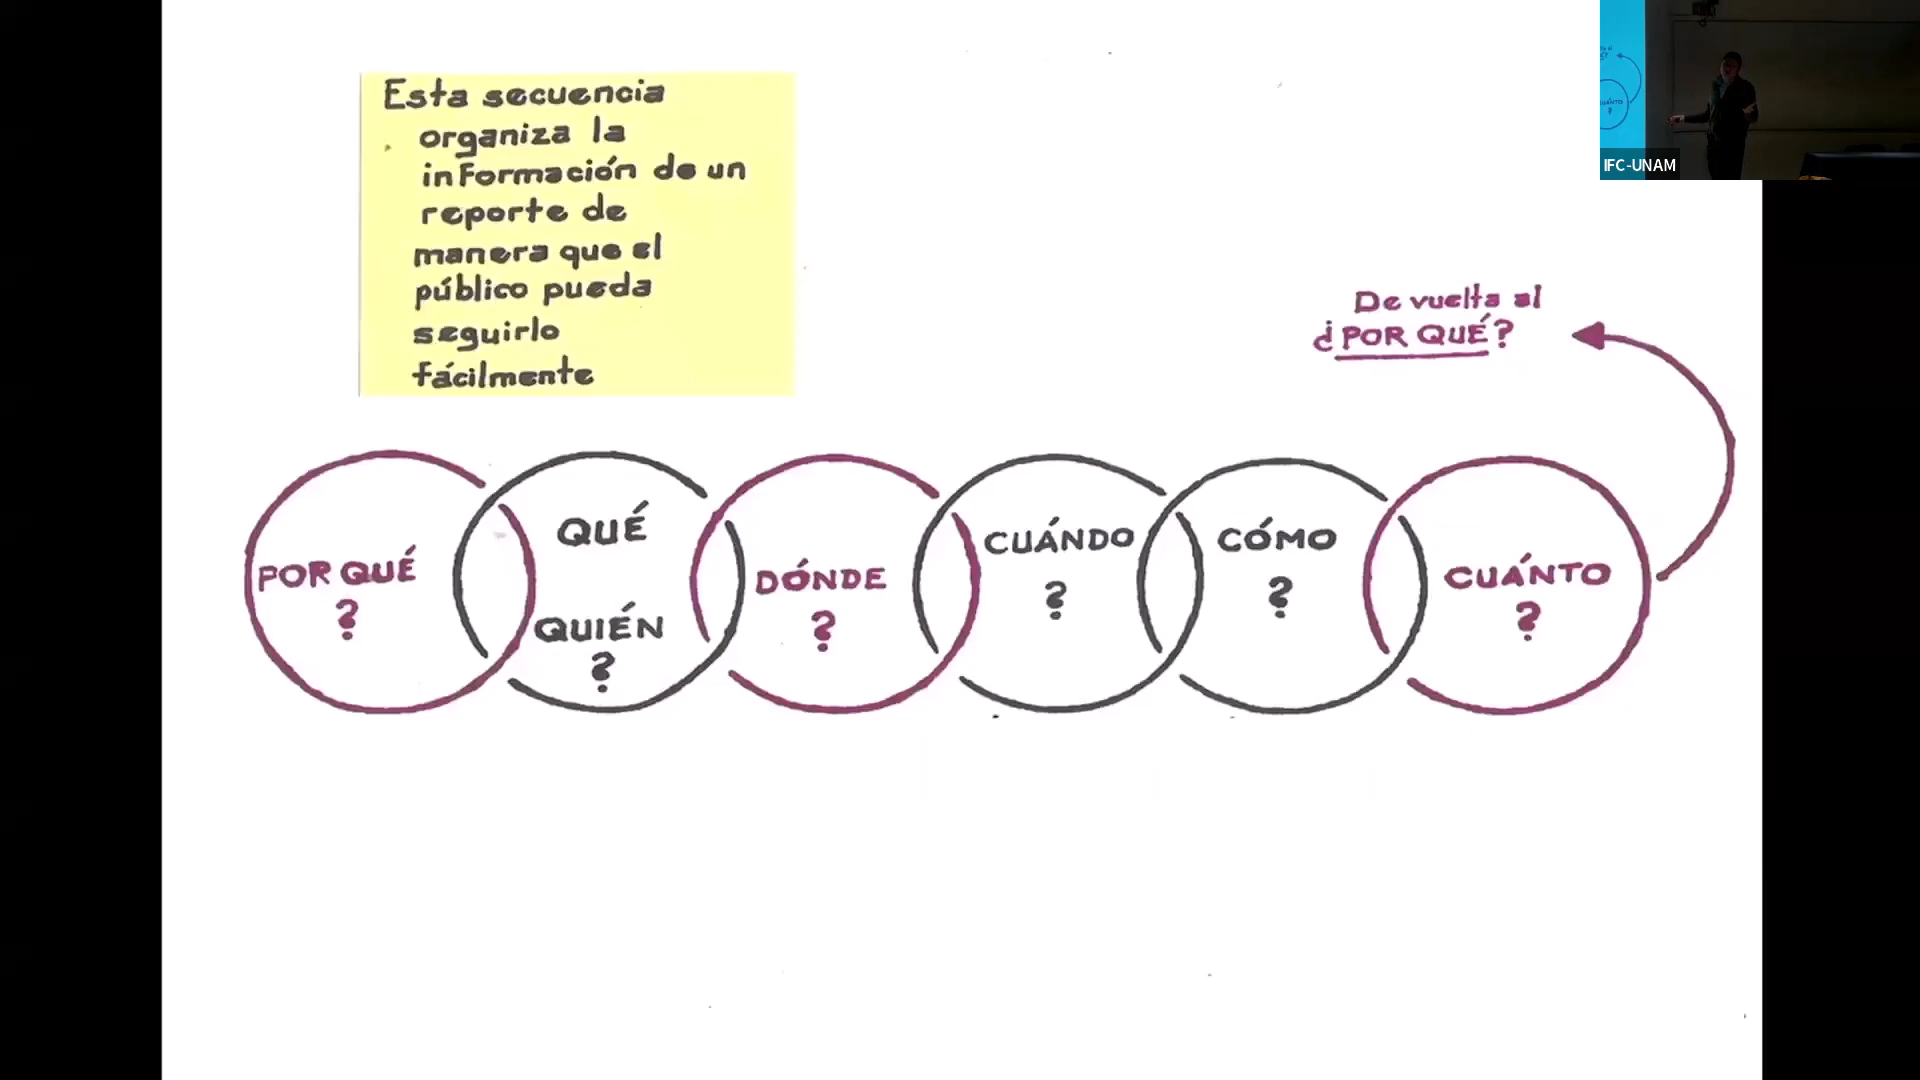 Esta secuencia
organiza la
información de un
reporte de
manera que el
público pueda
seguirlo
fácilmente
De vuelta al
¿POR QUÉ?
POR QUÉ
?
QUÉ
QUIÉN
?
DÓNDE
?
CUÁNDO
?
CÓMO
?
CUÁNTO
?
IFC-UNAM
CUÁNTO
?